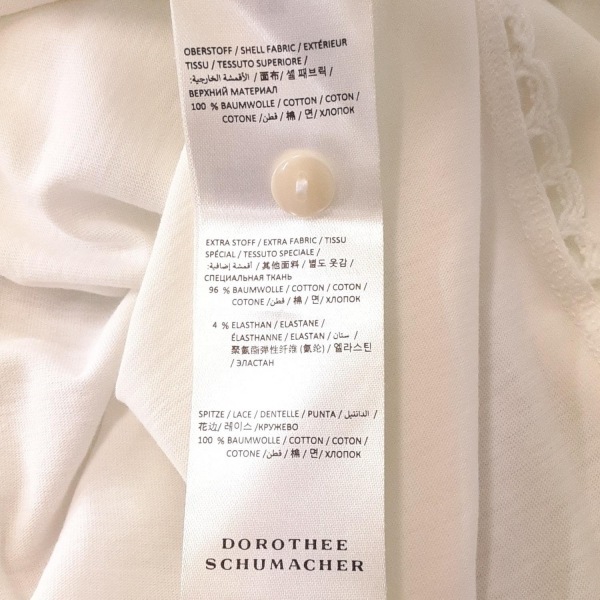 OBERSTOFF / SHELL FABRIC / EXTÉRIEUR
TISSU / TESSUTO SUPERIORE /
الأقمشة الخارجية: / 面布 / 셸 패브릭 /
ВЕРХНИЙ МАТЕРИАЛ
100 % BAUMWOLLE / COTTON / COTON /
COTONE / قطن / 棉 / 면 / ХЛОПОК
EXTRA STOFF / EXTRA FABRIC / TISSU
SPÉCIAL / TESSUTO SPECIALE /
أقمشة إضافية: / 其他面料 / 별도 옷감 /
СПЕЦИАЛЬНАЯ ТКАНЬ
96 % BAUMWOLLE / COTTON / COTON /
COTONE / قطن / 棉 / 면 / ХЛОПОК
4 % ELASTHAN / ELASTANE /
ÉLASTHANNE / ELASTAN / ستان /
聚氨酯弹性纤维 (氨纶) / 엘라스틴
/ ЭЛАСТАН
SPITZE / LACE / DENTELLE / PUNTA / الدانتيل /
花边 / 레이스 / КРУЖЕВО
100 % BAUMWOLLE / COTTON / COTON /
COTONE / قطن / 棉 / 면 / ХЛОПОК
DOROTHEE
SCHUMACHER